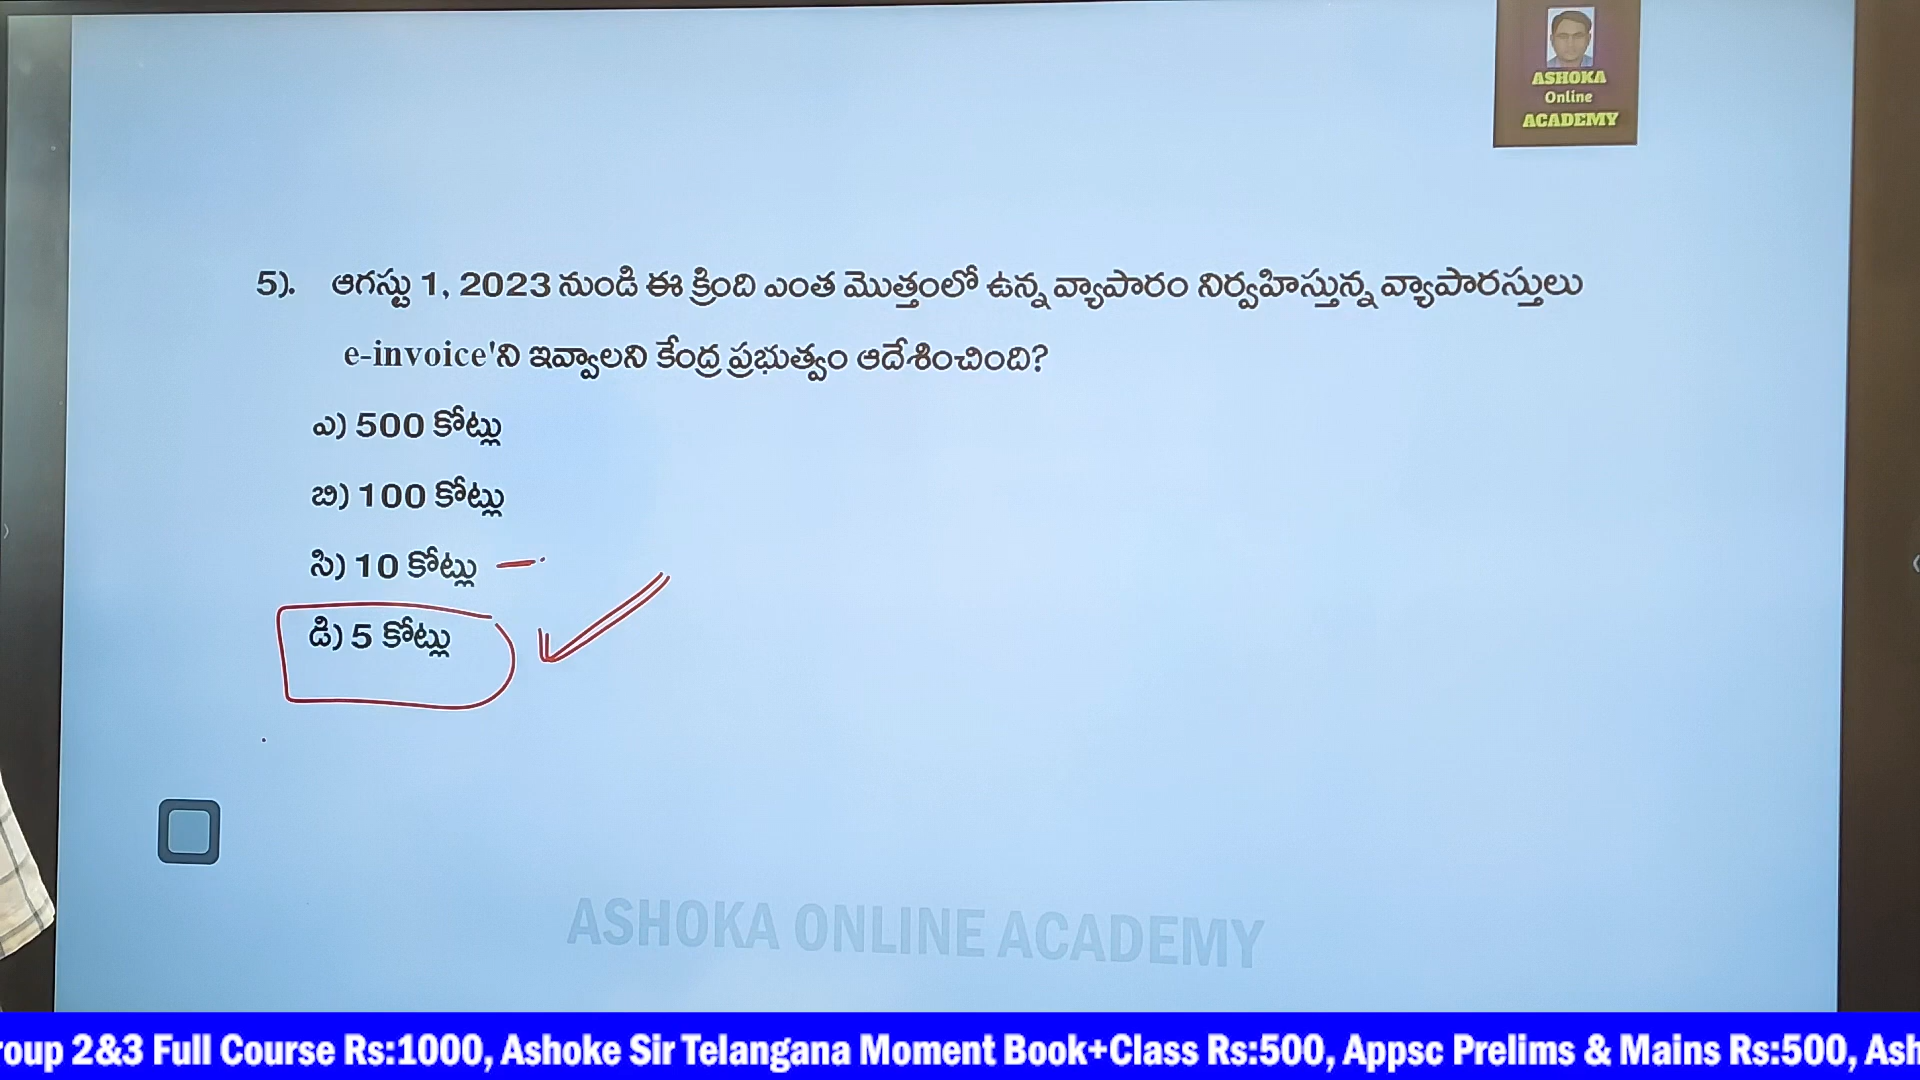 ASHOKA
Online
ACADEMY
5). ఆగస్టు 1, 2023 నుండి ఈ క్రింది ఎంత మొత్తంలో ఉన్న వ్యాపారం నిర్వహిస్తున్న వ్యాపారస్తులు
e-invoice'ని ఇవ్వాలని కేంద్ర ప్రభుత్వం ఆదేశించింది?
ఎ) 500 కోట్లు
బి) 100 కోట్లు
సి) 10 కోట్లు
డి) 5 కోట్లు
ASHOKA ONLINE ACADEMY
roup 2&3 Full Course Rs:1000, Ashoke Sir Telangana Moment Book+Class Rs:500, Appsc Prelims & Mains Rs:500, Ash